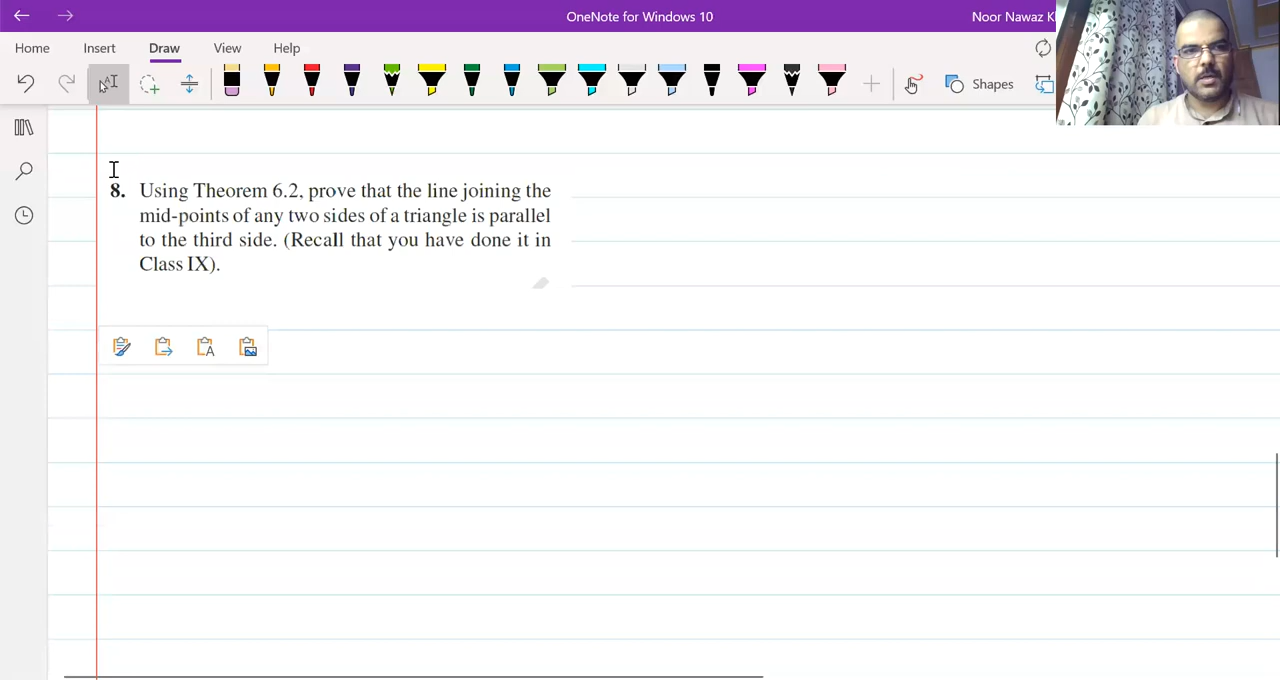 OneNote for Windows 10
Noor Nawaz K
Home Insert Draw View Help
Shapes
8. Using Theorem 6.2, prove that the line joining the
mid-points of any two sides of a triangle is parallel
to the third side. (Recall that you have done it in
Class IX).